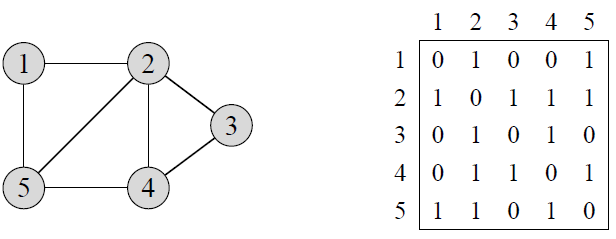 1 2
3
5 4
1 2 3 4 5
1 0 1 0 0 1
2 1 0 1 1 1
3 0 1 0 1 0
4 0 1 1 0 1
5 1 1 0 1 0